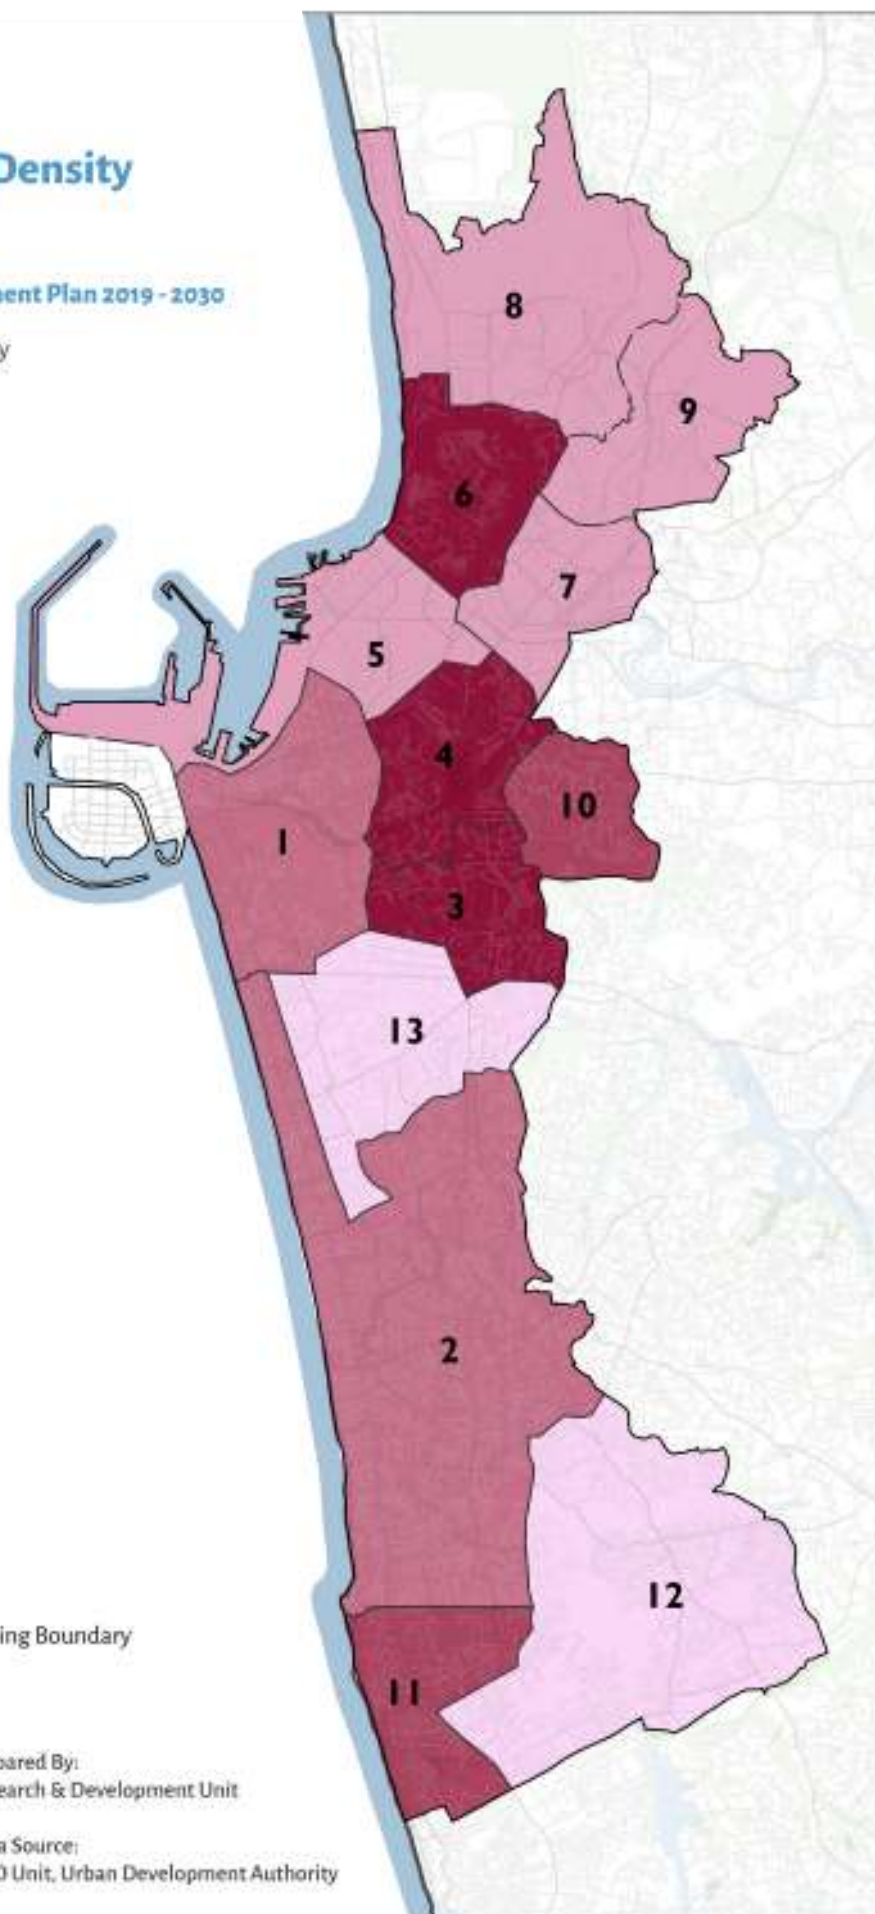 Density
ent Plan 2019 - 2030
y
8
9
6
7
5
4
10
1
3
13
2
12
ing Boundary
11
pared By:
earch & Development Unit
a Source:
D Unit, Urban Development Authority